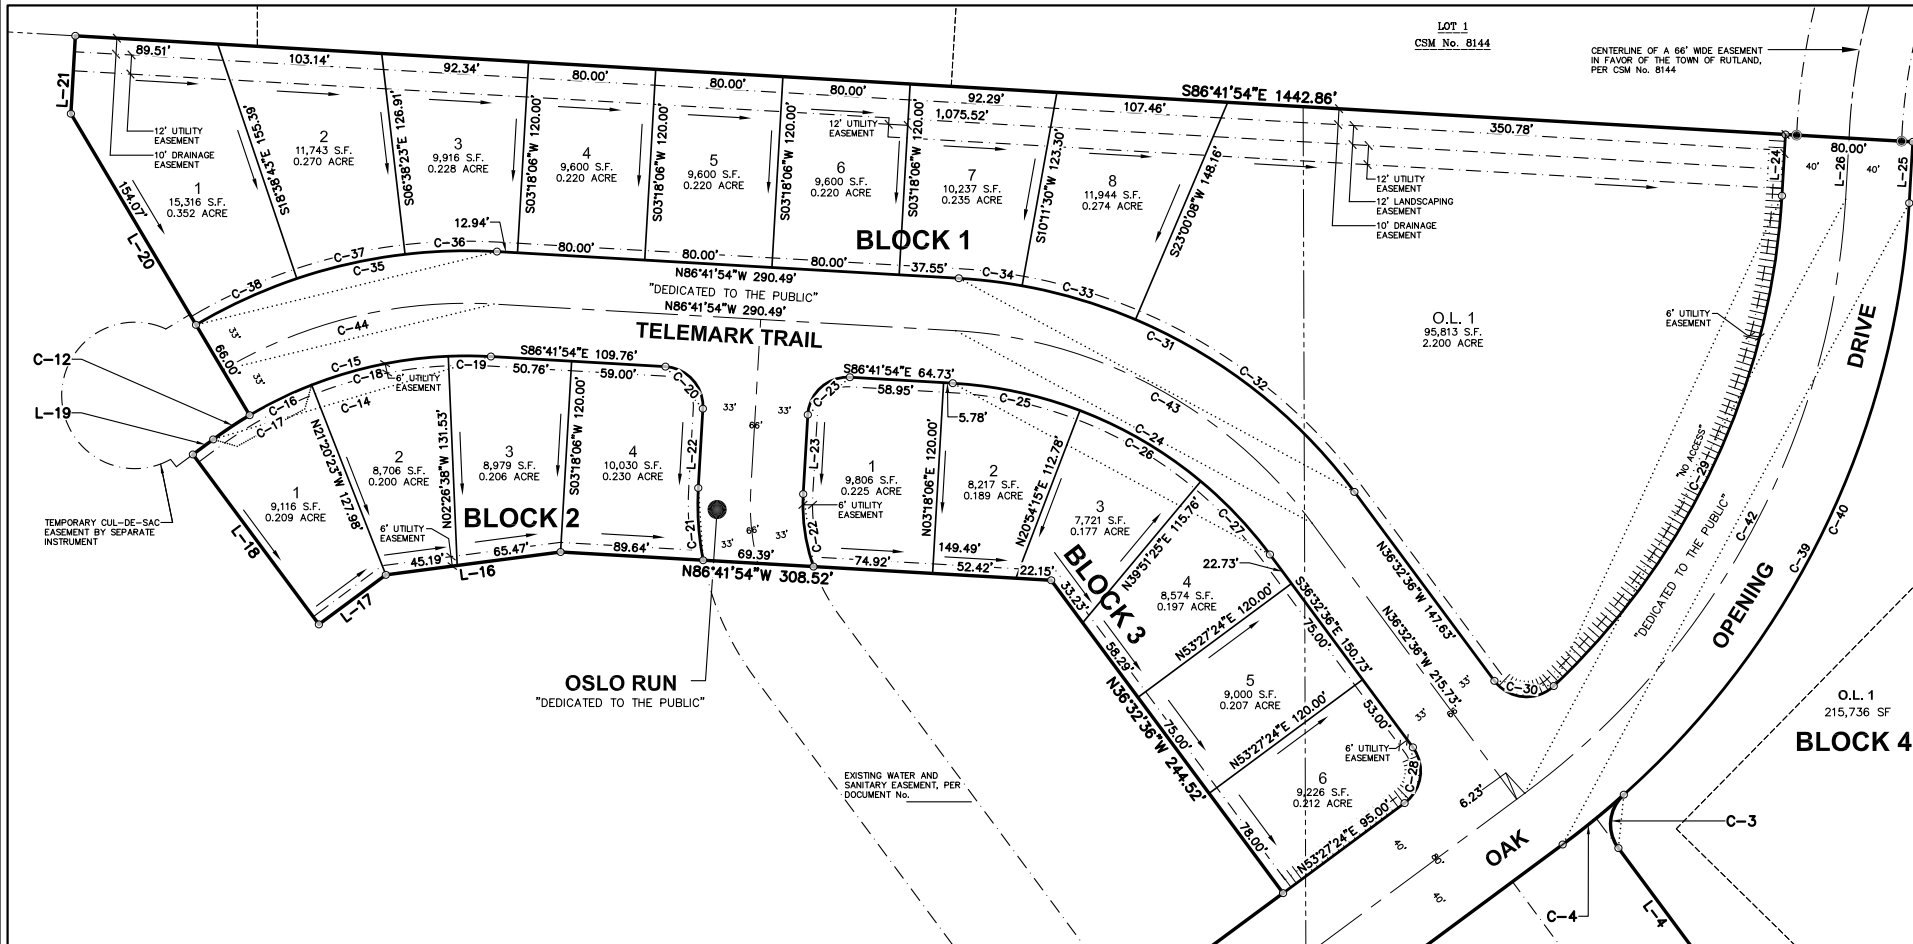 LOT 1
CSM No. 8144
CENTERLINE OF A 66' WIDE EASEMENT
IN FAVOR OF THE TOWN OF RUTLAND,
PER CSM No. 8144
S86°41'54"E 1442.86'
1,075.52'
89.51'
103.14'
92.34'
80.00'
80.00'
80.00'
92.29'
107.46'
350.78'
80.00'
40'
40'
L-21
L-24
L-26
L-25
12' UTILITY
EASEMENT
10' DRAINAGE
EASEMENT
12' UTILITY
EASEMENT
12' UTILITY
EASEMENT
12' LANDSCAPING
EASEMENT
10' DRAINAGE
EASEMENT
1
15,316 S.F.
0.352 ACRE
S18°38'43"E 155.39'
2
11,743 S.F.
0.270 ACRE
S06°38'23"E 126.91'
3
9,916 S.F.
0.228 ACRE
S03°18'06"W 120.00'
4
9,600 S.F.
0.220 ACRE
S03°18'06"W 120.00'
5
9,600 S.F.
0.220 ACRE
S03°18'06"W 120.00'
6
9,600 S.F.
0.220 ACRE
S03°18'06"W 120.00'
7
10,237 S.F.
0.235 ACRE
S10°11'30"W 123.30'
8
11,944 S.F.
0.274 ACRE
S23°00'08"W 148.16'
154.07'
L-20
BLOCK 1
12.94'
80.00'
80.00'
80.00'
37.55'
C-38
C-37
C-35
C-36
C-34
C-33
C-31
C-32
N86°41'54"W 290.49'
"DEDICATED TO THE PUBLIC"
N86°41'54"W 290.49'
TELEMARK TRAIL
C-44
C-43
33'
66.00'
33'
O.L. 1
95,813 S.F.
2.200 ACRE
6' UTILITY
EASEMENT
"NO ACCESS"
C-29
"DEDICATED TO THE PUBLIC"
C-42
C-39
C-40
OAK
OPENING
DRIVE
C-12
L-19
TEMPORARY CUL-DE-SAC
EASEMENT BY SEPARATE
INSTRUMENT
C-15
C-16
C-17
C-18
C-14
C-19
6' UTILITY
EASEMENT
S86°41'54"E 109.76'
50.76'
59.00'
C-20
1
9,116 S.F.
0.209 ACRE
N21°20'23"W 127.98'
2
8,706 S.F.
0.200 ACRE
N02°26'38"W 131.53'
3
8,979 S.F.
0.206 ACRE
S03°18'06"W 120.00'
4
10,030 S.F.
0.230 ACRE
L-22
C-21
6' UTILITY
EASEMENT
BLOCK 2
L-18
L-17
45.19'
L-16
65.47'
89.64'
33'
33'
66'
66'
33'
33'
69.39'
N86°41'54"W 308.52'
OSLO RUN
"DEDICATED TO THE PUBLIC"
C-23
S86°41'54"E 64.73'
58.95'
5.78'
L-23
C-22
6' UTILITY
EASEMENT
1
9,806 S.F.
0.225 ACRE
N03°18'06"E 120.00'
2
8,217 S.F.
0.189 ACRE
N20°54'15"E 112.78'
3
7,721 S.F.
0.177 ACRE
N39°51'25"E 115.76'
4
8,574 S.F.
0.197 ACRE
N53°27'24"E 120.00'
5
9,000 S.F.
0.207 ACRE
N53°27'24"E 120.00'
6
9,226 S.F.
0.212 ACRE
N53°27'24"E 95.00'
BLOCK 3
C-25
C-24
C-26
C-27
22.73'
S36°32'36"E 150.73'
75.00'
53.00'
C-28
6' UTILITY
EASEMENT
74.92'
149.49'
52.42'
22.15'
33.23'
58.29'
75.00'
78.00'
N36°32'36"W 244.52'
N36°32'36"W 147.63'
N36°32'36"W 215.73'
33'
33'
C-30
6.23'
40'
80'
40'
EXISTING WATER AND
SANITARY EASEMENT, PER
DOCUMENT No.
O.L. 1
215,736 SF
BLOCK 4
C-3
C-4
L-4